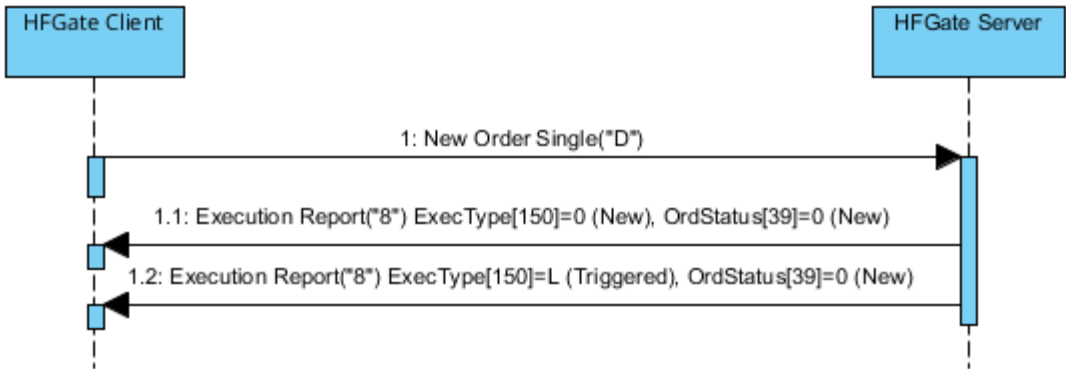 HFGate Client
HFGate Server
1: New Order Single("D")
1.1: Execution Report("8") ExecType[150]=0 (New), OrdStatus[39]=0 (New)
1.2: Execution Report("8") ExecType[150]=L (Triggered), OrdStatus[39]=0 (New)